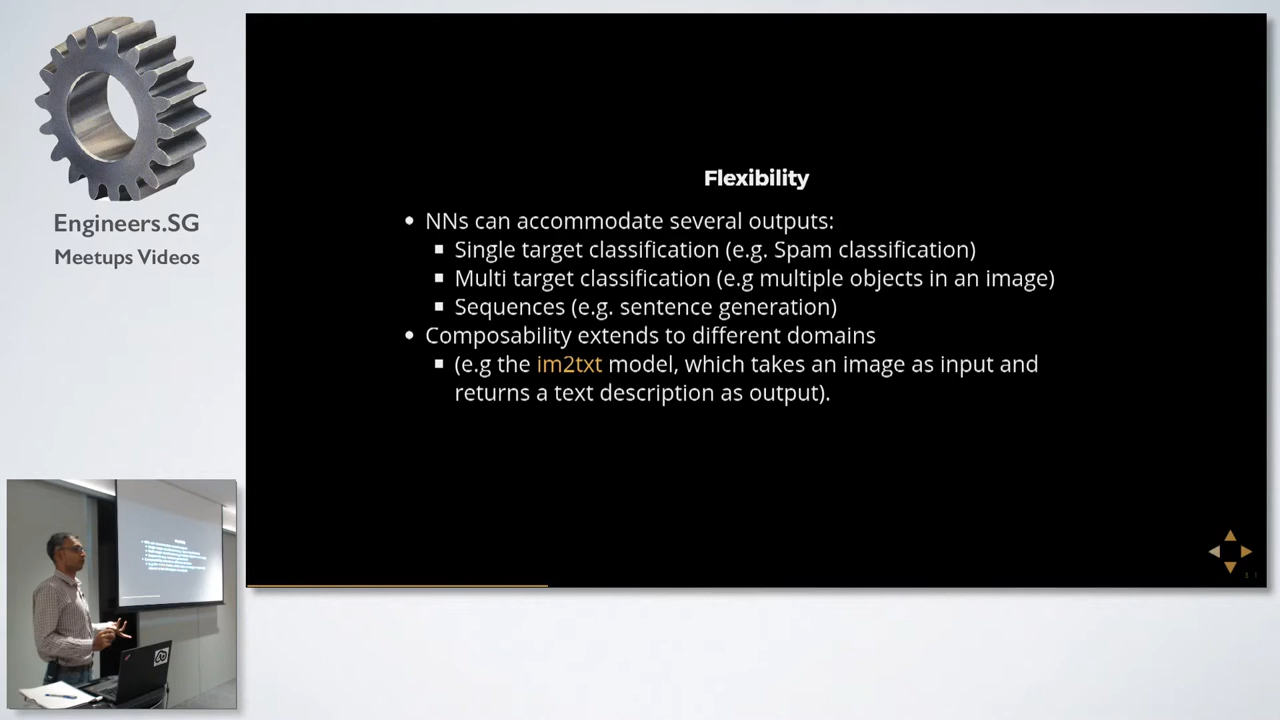 Engineers.SG
Meetups Videos
Flexibility
• NNs can accommodate several outputs:
▪ Single target classification (e.g. Spam classification)
▪ Multi target classification (e.g multiple objects in an image)
▪ Sequences (e.g. sentence generation)
• Composability extends to different domains
▪ (e.g the im2txt model, which takes an image as input and
returns a text description as output).